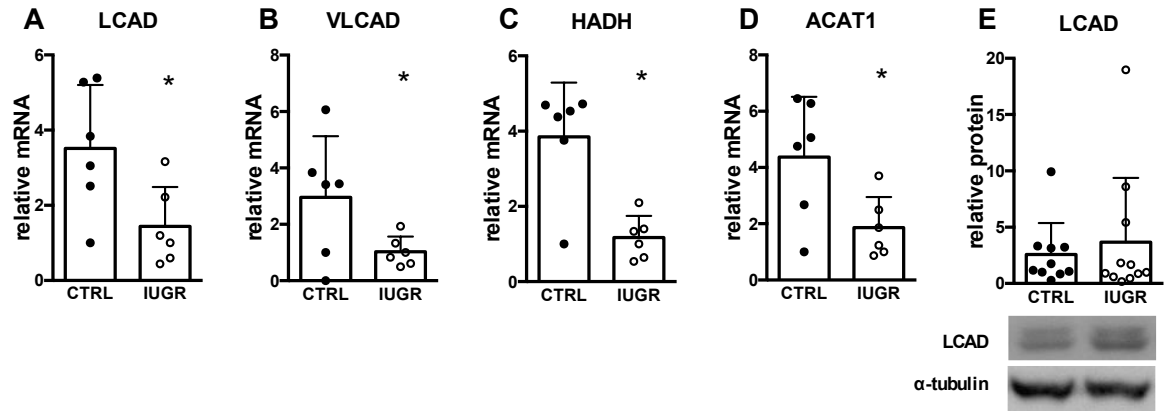 A LCAD
relative mRNA
6
4
2
0
*
CTRL IUGR
B VLCAD
relative mRNA
8
6
4
2
0
*
CTRL IUGR
C HADH
relative mRNA
6
4
2
0
*
CTRL IUGR
D ACAT1
relative mRNA
8
6
4
2
0
*
CTRL IUGR
E LCAD
relative protein
20
15
10
5
0
CTRL IUGR
LCAD
α-tubulin